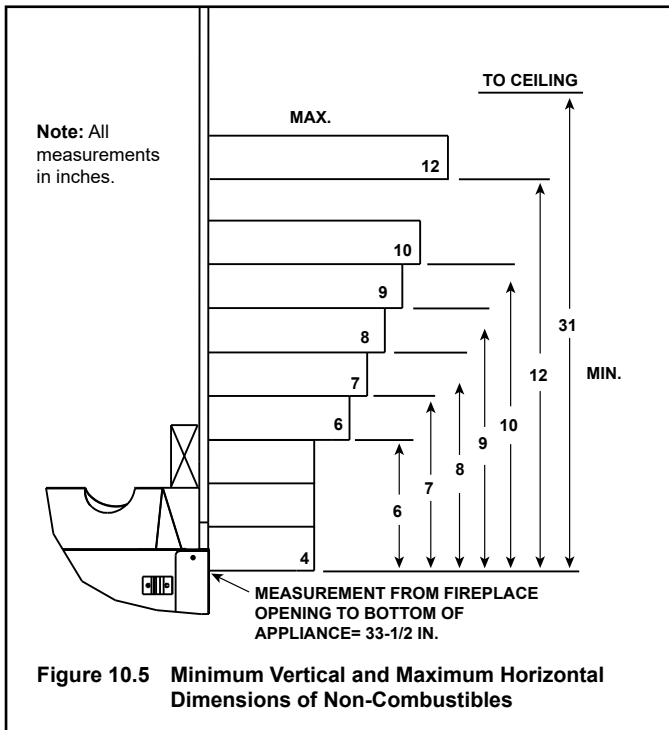 TO CEILING
Note: All
measurements
in inches.
MAX.
12
10
9
8
7
6
4
6
7
8
9
10
12
31
MIN.
MEASUREMENT FROM FIREPLACE
OPENING TO BOTTOM OF
APPLIANCE= 33-1/2 IN.
Figure 10.5 Minimum Vertical and Maximum Horizontal
Dimensions of Non-Combustibles